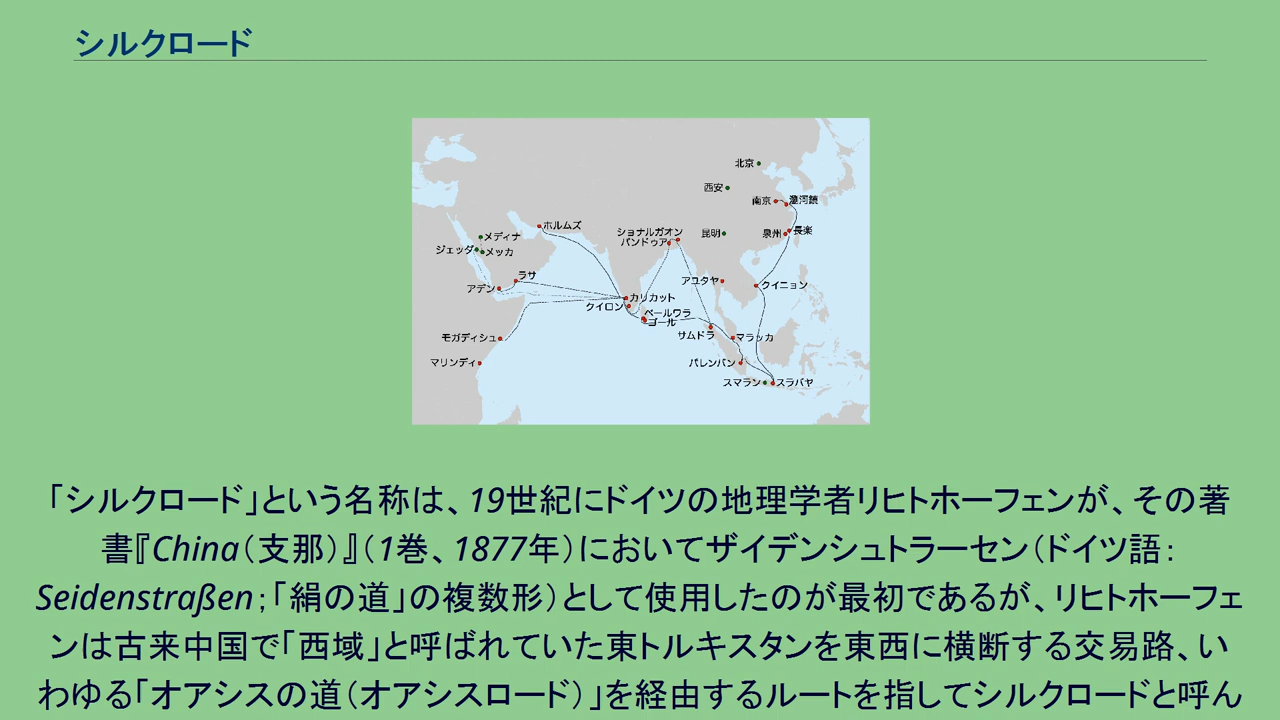 シルクロード
北京
西安
南京
瀏河鎮
メディナ
ホルムズ
ショナルガオン
パンドゥア
昆明
泉州
長楽
ジェッダ
メッカ
ラサ
アデン
アユタヤ
クイニョン
カリカット
クイロン
ベールワラ
ゴール
サムドラ
マラッカ
モガディシュ
マリンディ
パレンバン
スマラン
スラバヤ
「シルクロード」という名称は、19世紀にドイツの地理学者リヒトホーフェンが、その著
書『China（支那）』（1巻、1877年）においてザイデンシュトラーセン（ドイツ語：
Seidenstraßen；「絹の道」の複数形）として使用したのが最初であるが、リヒトホーフェ
ンは古来中国で「西域」と呼ばれていた東トルキスタンを東西に横断する交易路、い
わゆる「オアシスの道（オアシスロード）」を経由するルートを指してシルクロードと呼ん